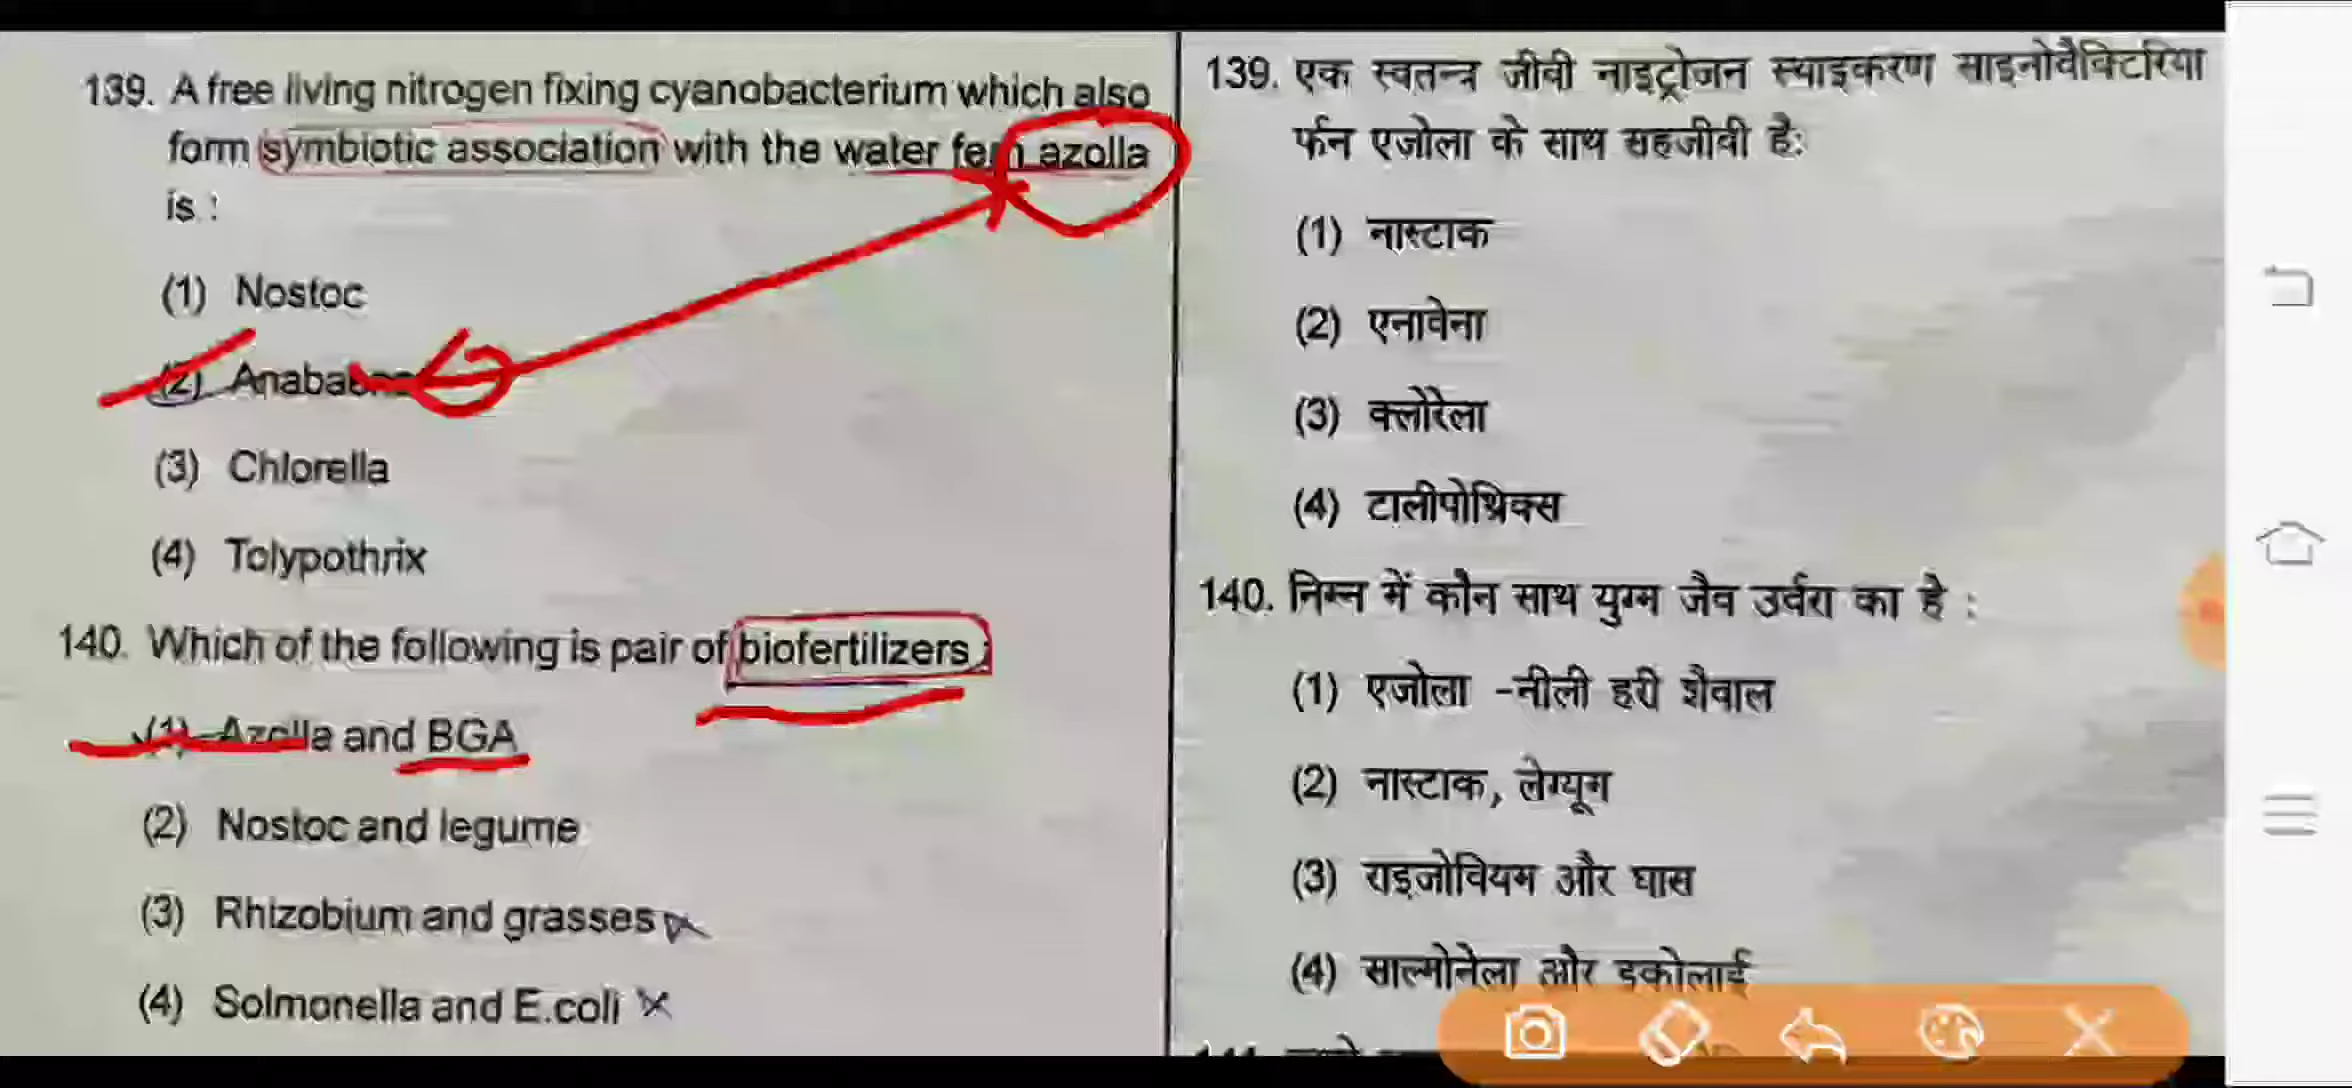 139. A free living nitrogen fixing cyanobacterium which also
form symbiotic association with the water fern azolla
is :
(1) Nostoc
(2) Anabaena
(3) Chlorella
(4) Tolypothrix
140. Which of the following is pair of biofertilizers :
(1) Azolla and BGA
(2) Nostoc and legume
(3) Rhizobium and grasses
(4) Solmonella and E.coli
139. एक स्वतन्त्र जीवी नाइट्रोजन स्थाइकरण साइनोवैक्टिरिया
र्फन एजोला के साथ सहजीवी है:
(1) नास्टाक
(2) एनावेना
(3) क्लोरेला
(4) टालीपोथ्रिक्स
140. निम्न में कौन साथ युग्म जैव उर्वरा का है :
(1) एजोला -नीली हरी शैवाल
(2) नास्टाक, लेग्यूग
(3) राइजोवियम और घास
(4) साल्मोनेला और इकोलाई